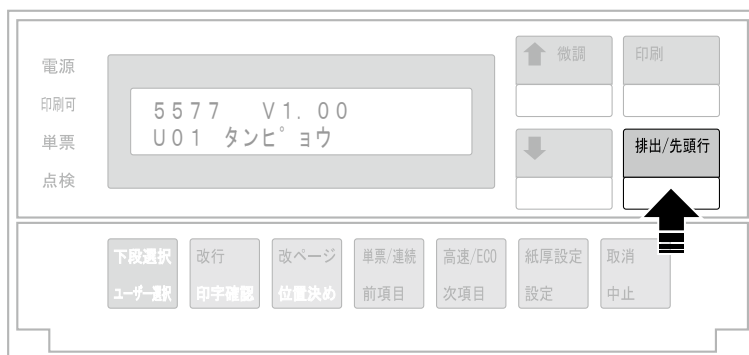 電源
印刷可
単票
点検
5577 V1.00
U01 タンピョウ
微調
印刷
排出/先頭行
下段選択
ユーザー選択
改行
印字確認
改ページ
位置決め
単票/連続
前項目
高速/ECO
次項目
紙厚設定
設定
取消
中止